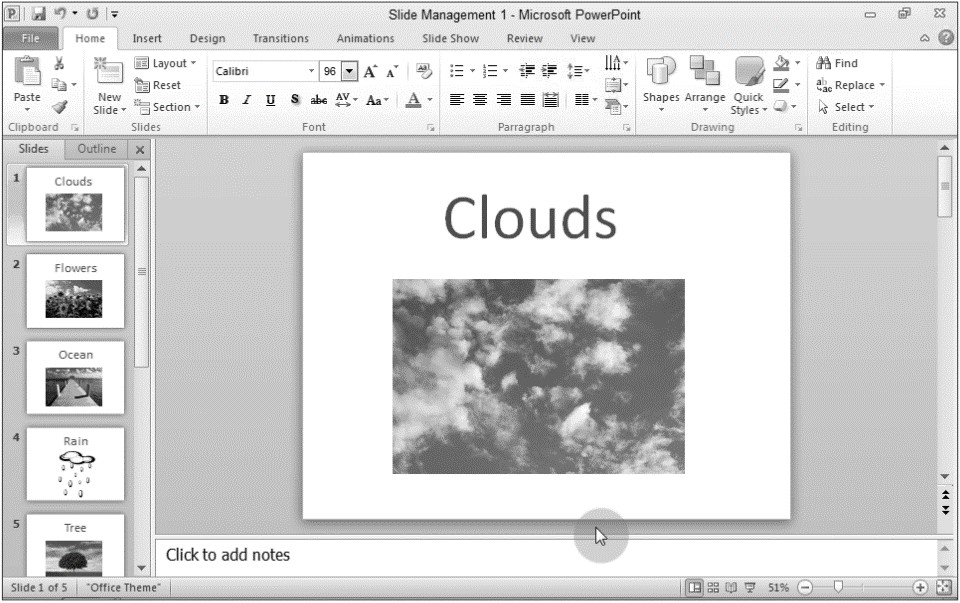 P
Slide Management 1 - Microsoft PowerPoint
File Home Insert Design Transitions Animations Slide Show Review View
Paste
New
Slide
Layout
Reset
Section
Calibri 96 A A
B I U S abc AV Aa A
Shapes Arrange Quick
Styles
Find
Replace
Select
Clipboard Slides Font Paragraph Drawing Editing
Slides Outline
1
Clouds
2
Flowers
3
Ocean
4
Rain
5
Tree
Clouds
Click to add notes
Slide 1 of 5 "Office Theme" 51%